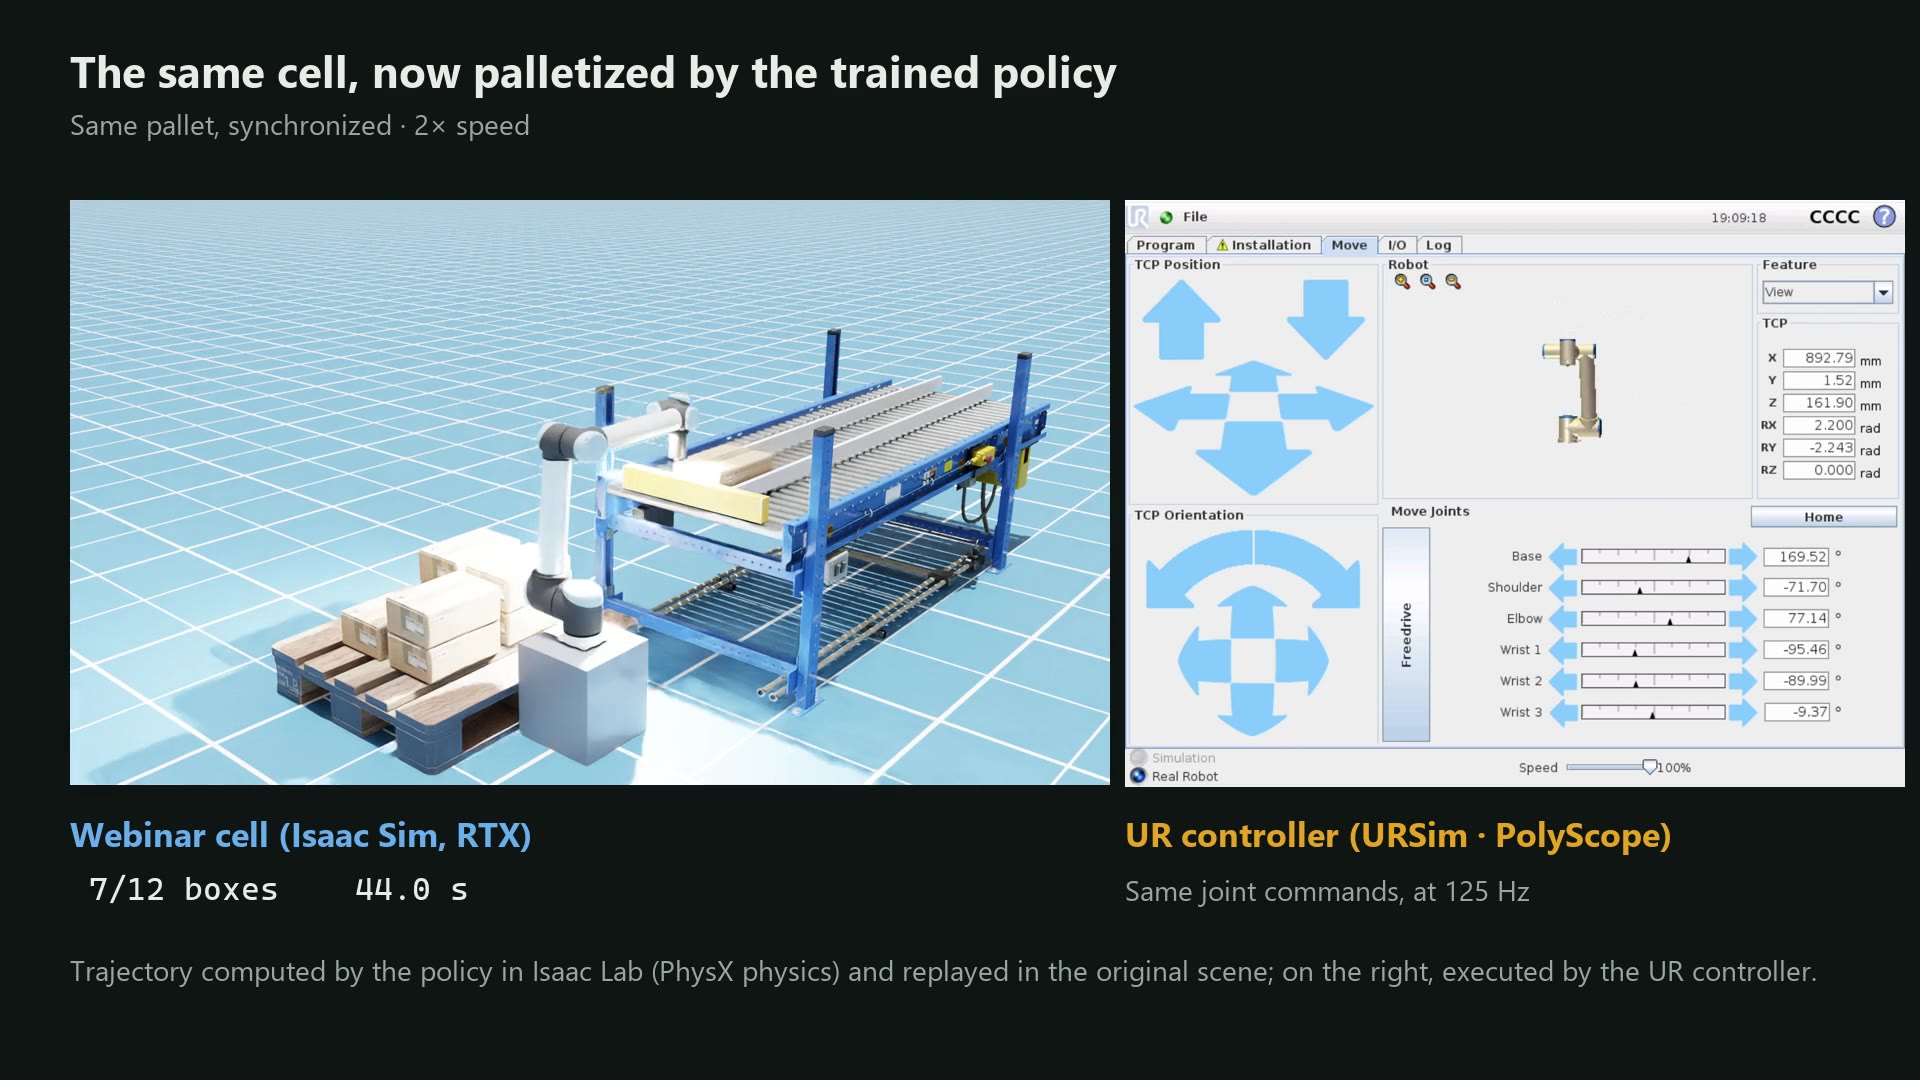 The same cell, now palletized by the trained policy
Same pallet, synchronized · 2× speed
UR File 19:09:18 CCCC ?
Program Installation Move I/O Log
TCP Position
Robot
Feature
View
TCP
X 892.79 mm
Y 1.52 mm
Z 161.90 mm
RX 2.200 rad
RY -2.243 rad
RZ 0.000 rad
TCP Orientation
Move Joints
Home
Freedrive
Base 169.52 °
Shoulder -71.70 °
Elbow 77.14 °
Wrist 1 -95.46 °
Wrist 2 -89.99 °
Wrist 3 -9.37 °
Simulation
Real Robot
Speed 100%
Webinar cell (Isaac Sim, RTX)
7/12 boxes 44.0 s
UR controller (URSim · PolyScope)
Same joint commands, at 125 Hz
Trajectory computed by the policy in Isaac Lab (PhysX physics) and replayed in the original scene; on the right, executed by the UR controller.